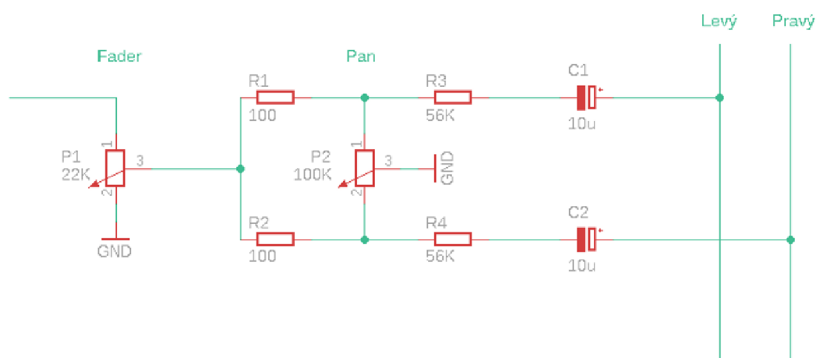 Levý
Pravý
Fader
Pan
R1
100
R3
56K
C1
10u
P1
22K
1
3
2
GND
P2
100K
1
3
2
GND
R2
100
R4
56K
C2
10u